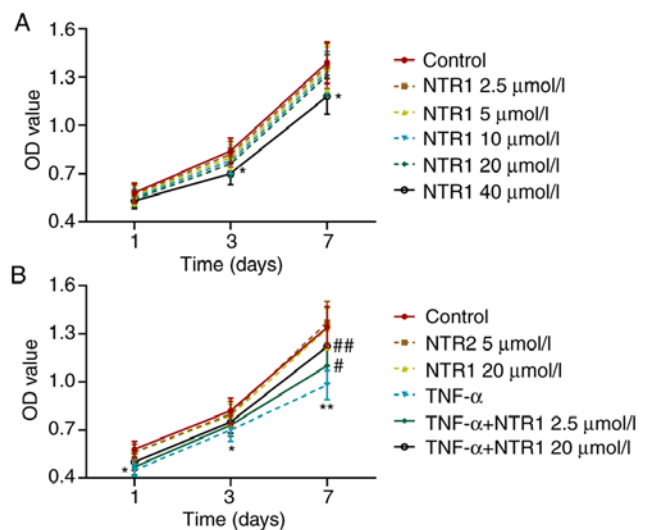 A
1.6
1.3
1.0
0.7
0.4
OD value
1
3
7
Time (days)
*
*
Control
NTR1 2.5 μmol/l
NTR1 5 μmol/l
NTR1 10 μmol/l
NTR1 20 μmol/l
NTR1 40 μmol/l
B
1.6
1.3
1.0
0.7
0.4
OD value
1
3
7
Time (days)
*
*
##
#
**
Control
NTR2 5 μmol/l
NTR1 20 μmol/l
TNF-α
TNF-α+NTR1 2.5 μmol/l
TNF-α+NTR1 20 μmol/l